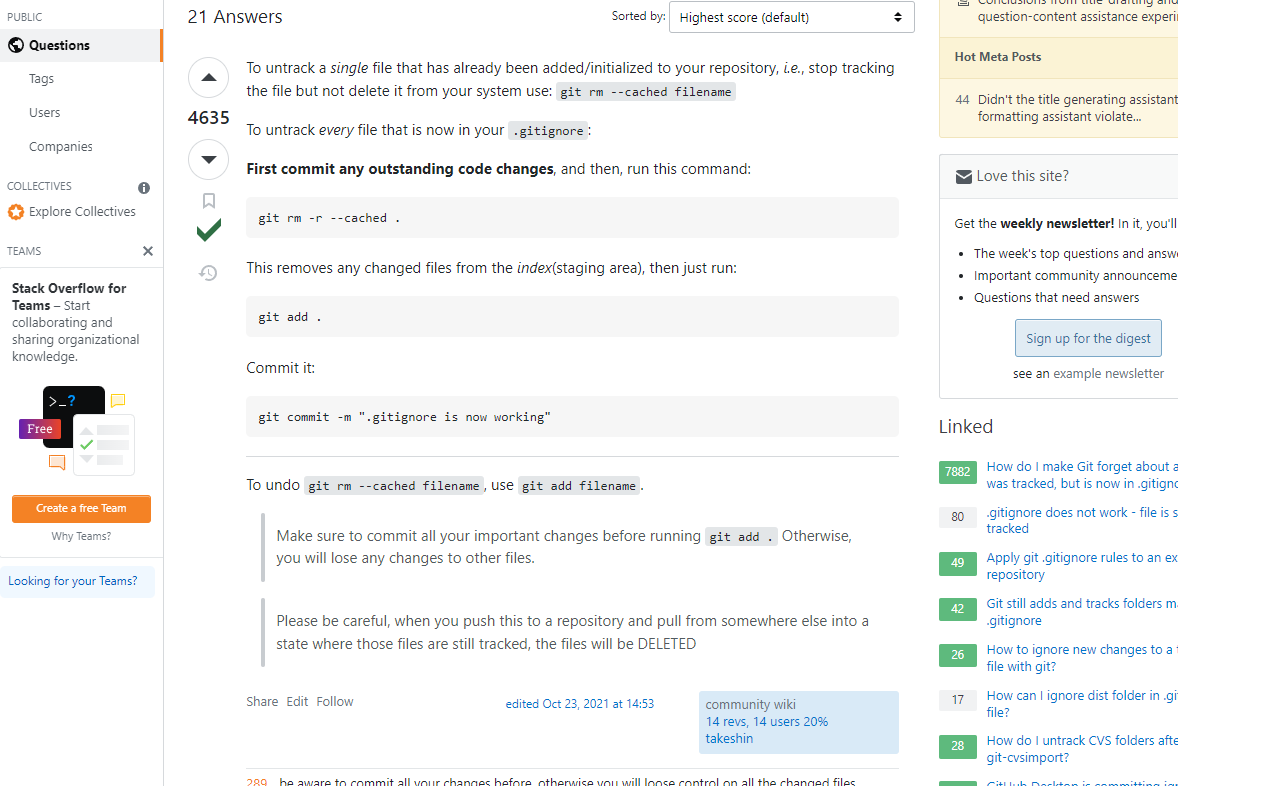 PUBLIC
Questions
Tags
Users
Companies
COLLECTIVES
Explore Collectives
TEAMS
Stack Overflow for
Teams – Start
collaborating and
sharing organizational
knowledge.
>_?
Free
Create a free Team
Why Teams?
Looking for your Teams?
21 Answers
Sorted by:
Highest score (default)
4635
To untrack a single file that has already been added/initialized to your repository, i.e., stop tracking
the file but not delete it from your system use: git rm --cached filename
To untrack every file that is now in your .gitignore:
First commit any outstanding code changes, and then, run this command:
git rm -r --cached .
This removes any changed files from the index(staging area), then just run:
git add .
Commit it:
git commit -m ".gitignore is now working"
To undo git rm --cached filename, use git add filename.
Make sure to commit all your important changes before running git add . Otherwise,
you will lose any changes to other files.
Please be careful, when you push this to a repository and pull from somewhere else into a
state where those files are still tracked, the files will be DELETED
Share Edit Follow
edited Oct 23, 2021 at 14:53
community wiki
14 revs, 14 users 20%
takeshin
289 be aware to commit all your changes before, otherwise you will loose control on all the changed files
Conclusions from title-drafting and
question-content assistance experi
Hot Meta Posts
44 Didn't the title generating assistant
formatting assistant violate...
Love this site?
Get the weekly newsletter! In it, you'll
The week's top questions and answ
Important community announceme
Questions that need answers
Sign up for the digest
see an example newsletter
Linked
7882 How do I make Git forget about a
was tracked, but is now in .gitigno
80 .gitignore does not work - file is s
tracked
49 Apply git .gitignore rules to an ex
repository
42 Git still adds and tracks folders m
.gitignore
26 How to ignore new changes to a t
file with git?
17 How can I ignore dist folder in .gi
file?
28 How do I untrack CVS folders afte
git-cvsimport?
GitHub Desktop is committing ign